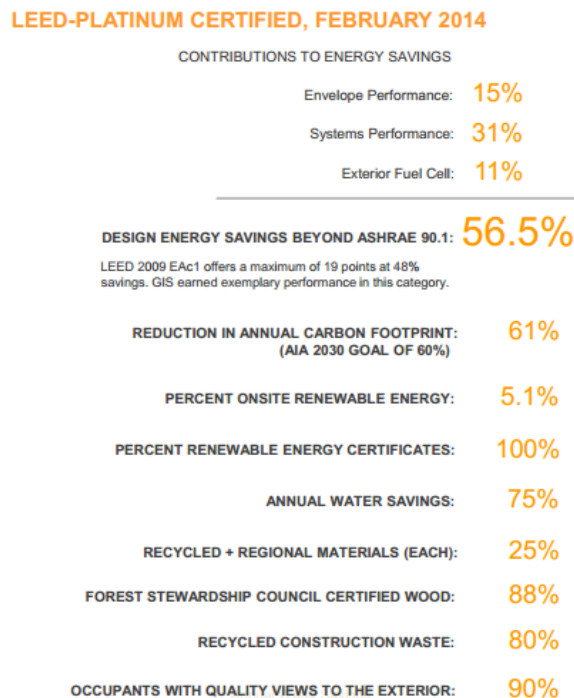 LEED-PLATINUM CERTIFIED, FEBRUARY 2014
CONTRIBUTIONS TO ENERGY SAVINGS
Envelope Performance: 15%
Systems Performance: 31%
Exterior Fuel Cell: 11%
DESIGN ENERGY SAVINGS BEYOND ASHRAE 90.1: 56.5%
LEED 2009 EAc1 offers a maximum of 19 points at 48%
savings. GIS earned exemplary performance in this category.
REDUCTION IN ANNUAL CARBON FOOTPRINT: 61%
(AIA 2030 GOAL OF 60%)
PERCENT ONSITE RENEWABLE ENERGY: 5.1%
PERCENT RENEWABLE ENERGY CERTIFICATES: 100%
ANNUAL WATER SAVINGS: 75%
RECYCLED + REGIONAL MATERIALS (EACH): 25%
FOREST STEWARDSHIP COUNCIL CERTIFIED WOOD: 88%
RECYCLED CONSTRUCTION WASTE: 80%
OCCUPANTS WITH QUALITY VIEWS TO THE EXTERIOR: 90%